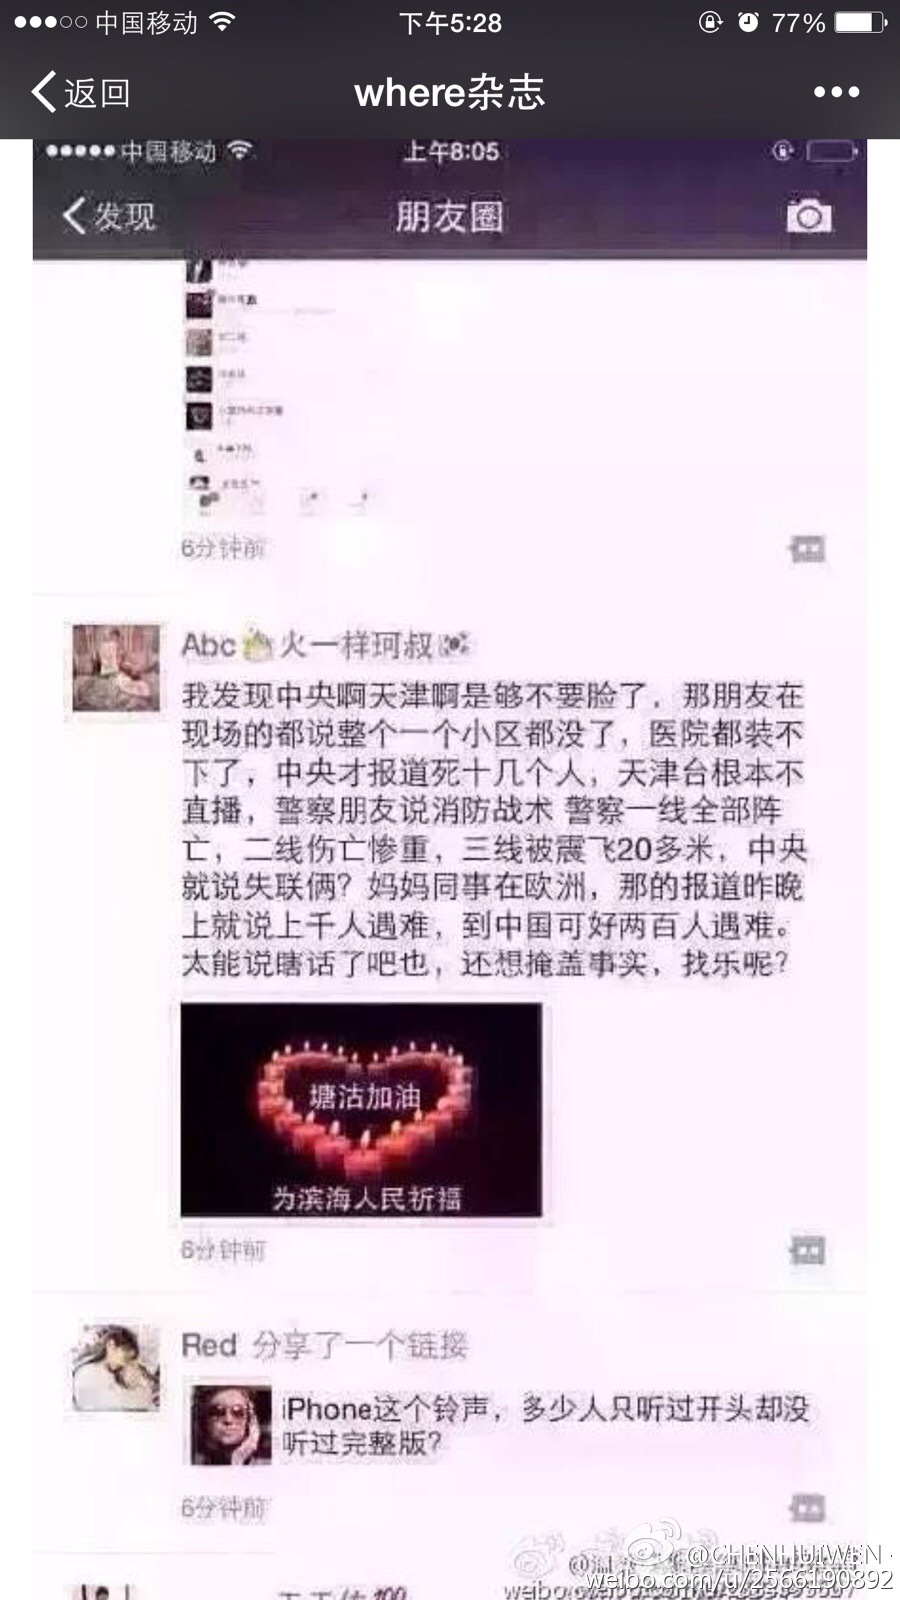 中国移动 下午5:28 77%
返回 where杂志
中国移动 上午8:05
发现 朋友圈
6分钟前
Abc 火一样珂叔
我发现中央啊天津啊是够不要脸了，那朋友在
现场的都说整个一个小区都没了，医院都装不
下了，中央才报道死十几个人，天津台根本不
直播，警察朋友说消防战术 警察一线全部阵
亡，二线伤亡惨重，三线被震飞20多米，中央
就说失联俩？妈妈同事在欧洲，那的报道昨晚
上就说上千人遇难，到中国可好两百人遇难。
太能说瞎话了吧也，还想掩盖事实，找乐呢？
塘沽加油
为滨海人民祈福
6分钟前
Red 分享了一个链接
iPhone这个铃声，多少人只听过开头却没
听过完整版？
6分钟前
@CHENHUIWEN
weibo.com/u/2566190892